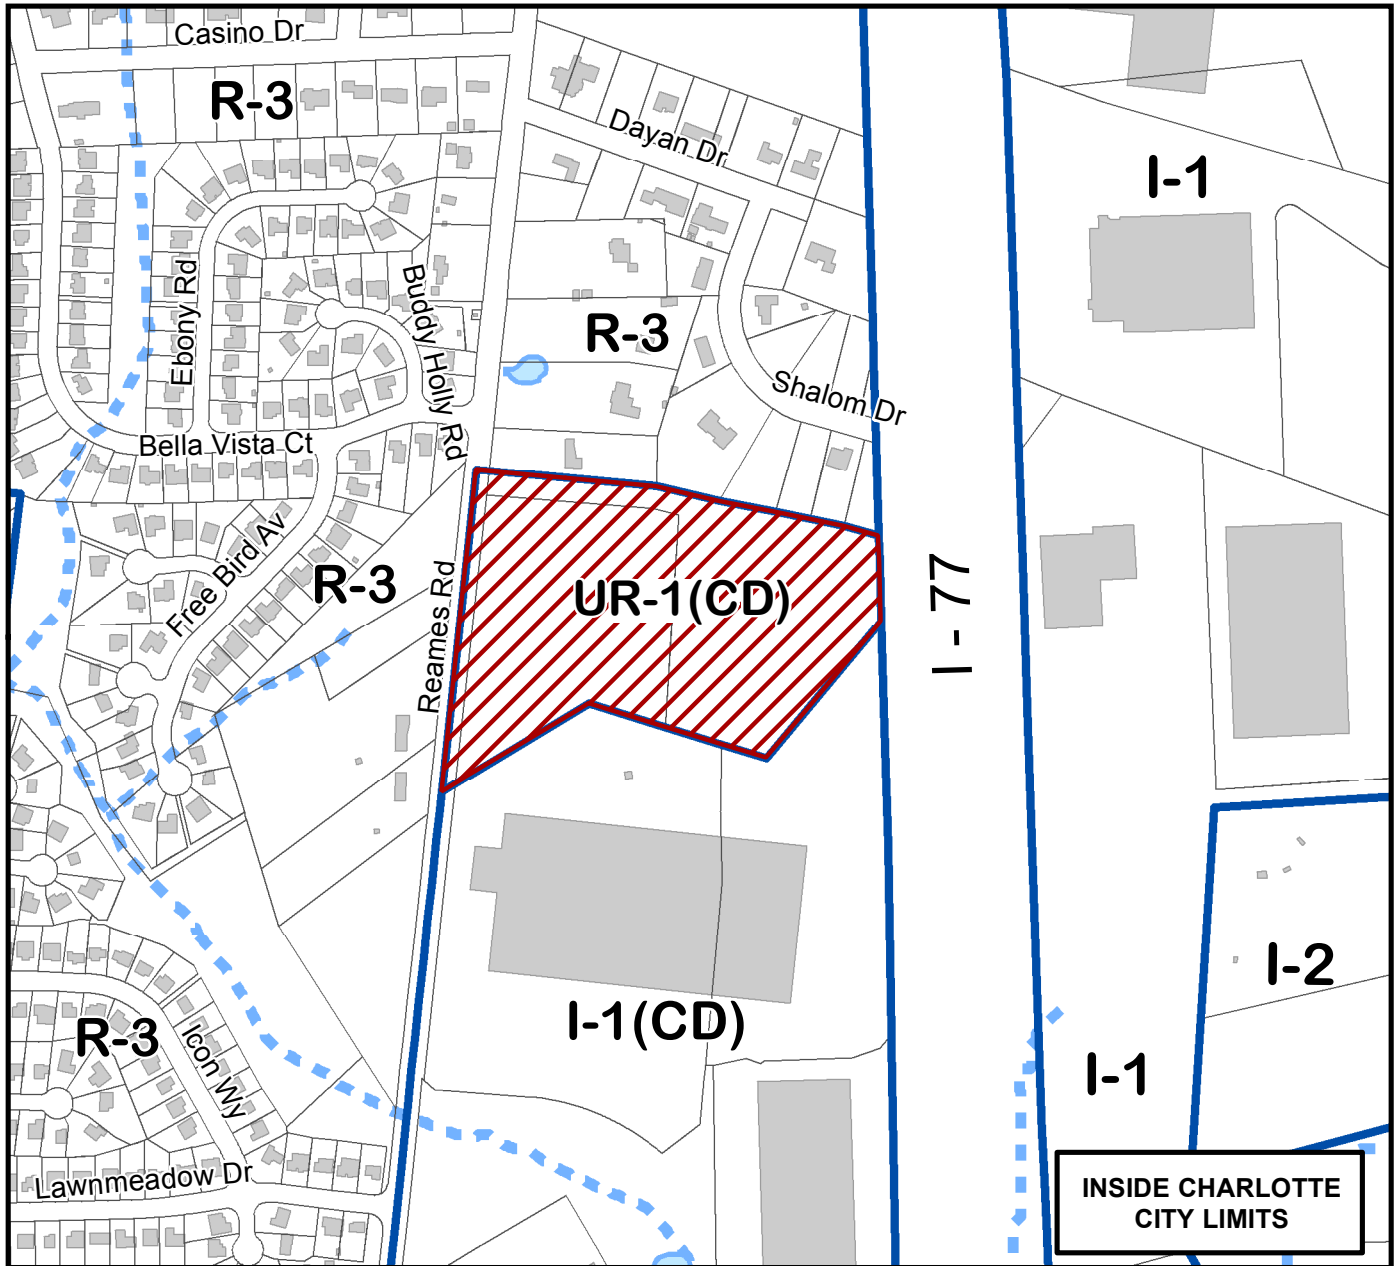 Casino Dr
R-3
Dayan Dr
I-1
Ebony Rd
Buddy Holly Rd
R-3
Shalom Dr
Bella Vista Ct
Free Bird Av
R-3
Reames Rd
UR-1(CD)
I - 77
I-2
I-1(CD)
R-3
Icon Wy
I-1
Lawnmeadow Dr
INSIDE CHARLOTTE
CITY LIMITS